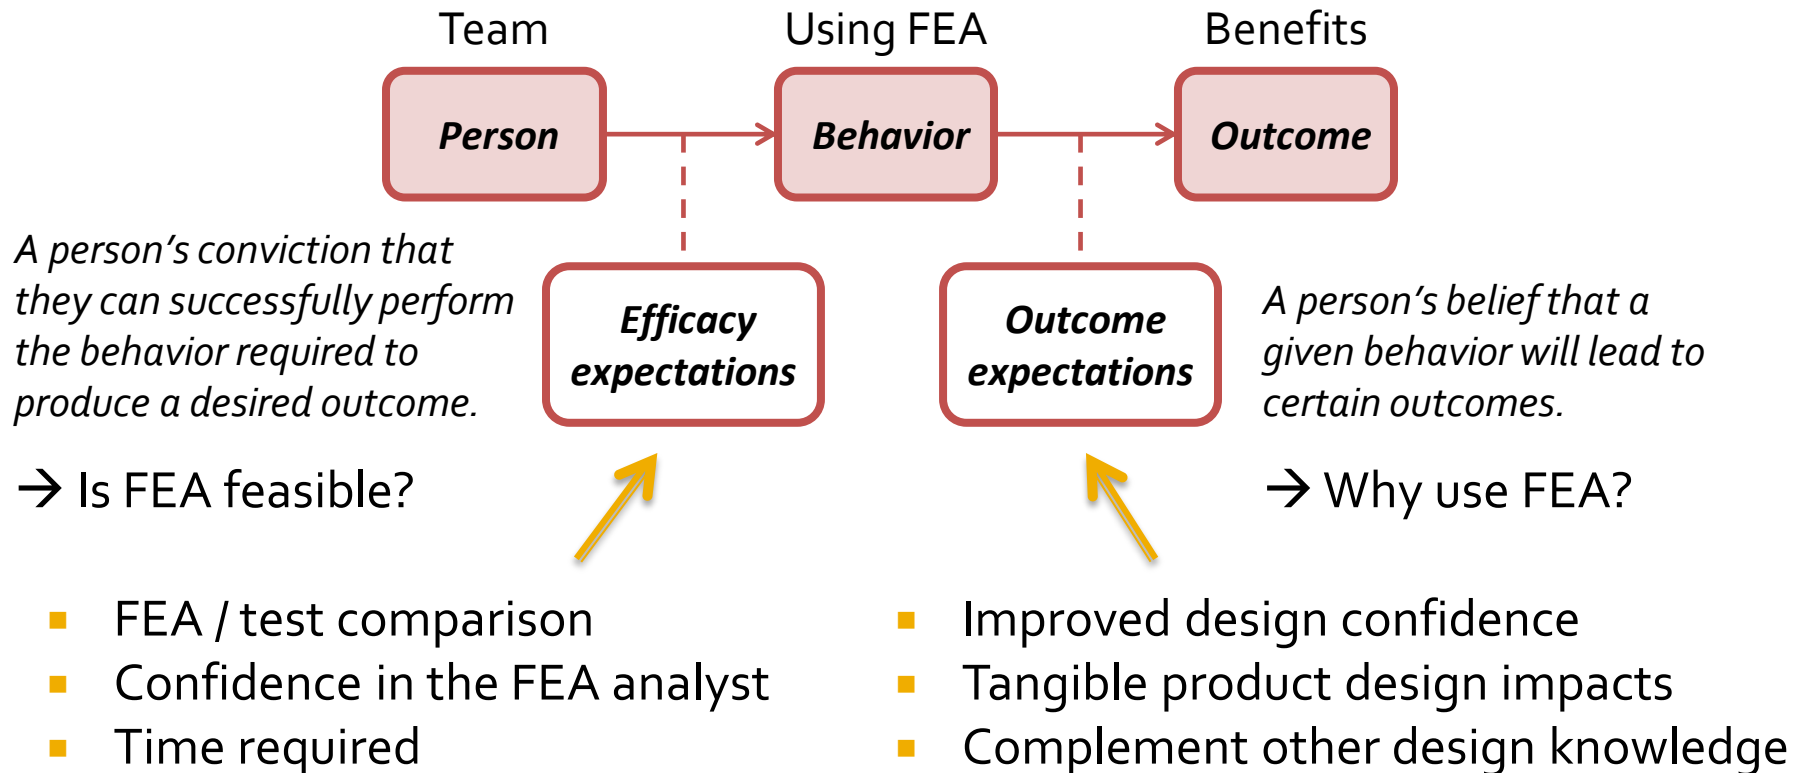 Team
Using FEA
Benefits
Person
Behavior
Outcome
A person's conviction that
they can successfully perform
the behavior required to
produce a desired outcome.
Efficacy
expectations
Outcome
expectations
A person's belief that a
given behavior will lead to
certain outcomes.
→ Is FEA feasible?
→ Why use FEA?
▪ FEA / test comparison
▪ Confidence in the FEA analyst
▪ Time required
▪ Improved design confidence
▪ Tangible product design impacts
▪ Complement other design knowledge